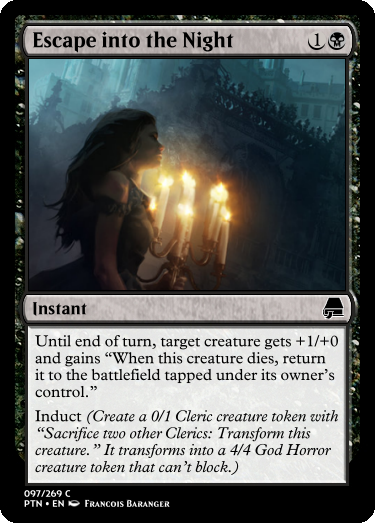 Escape into the Night 1
Instant
Until end of turn, target creature gets +1/+0
and gains “When this creature dies, return
it to the battlefield tapped under its owner’s
control.”
Induct (Create a 0/1 Cleric creature token with
“Sacrifice two other Clerics: Transform this
creature.” It transforms into a 4/4 God Horror
creature token that can’t block.)
097/269 C
PTN • EN Francois Baranger